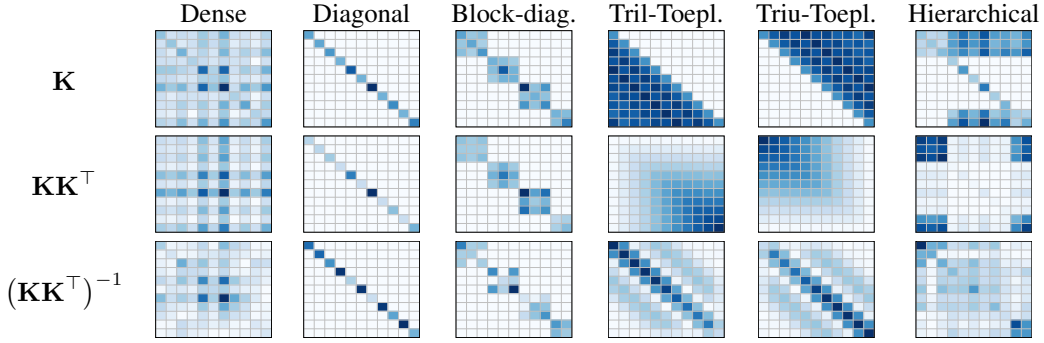 Dense Diagonal Block-diag. Tril-Toepl. Triu-Toepl. Hierarchical
K
KK⊤
(KK⊤)−1